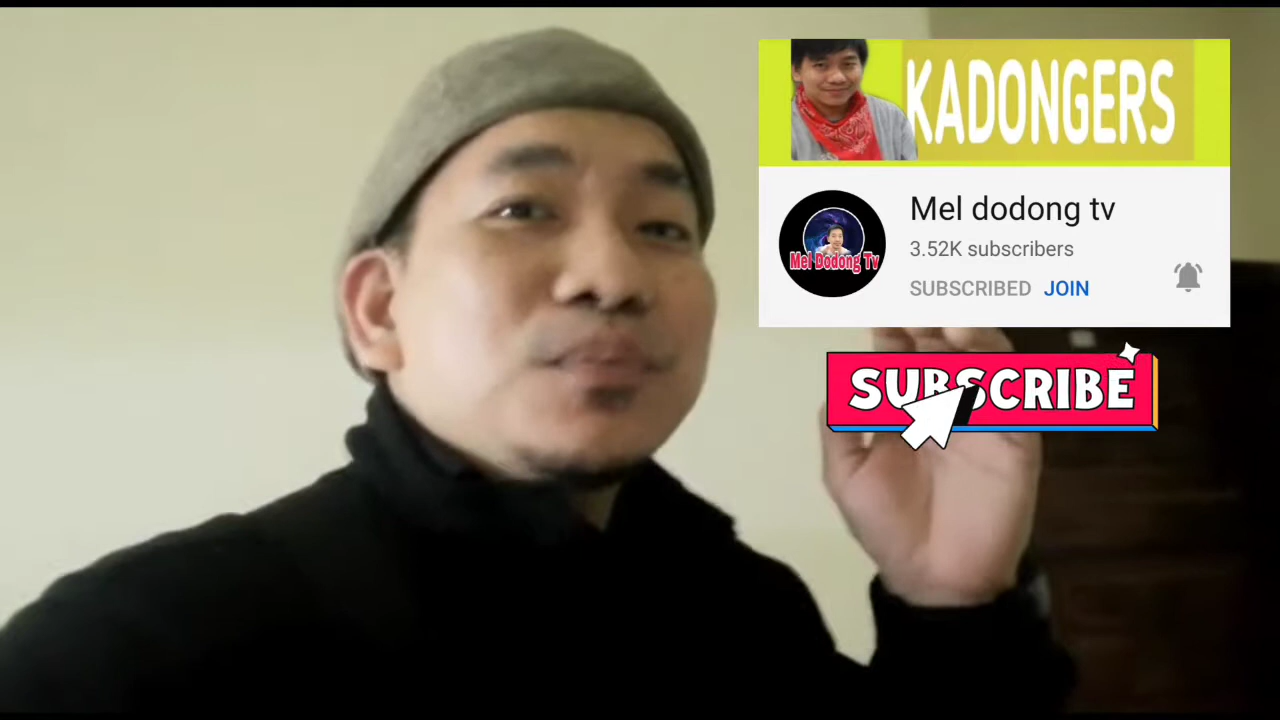 KADONGERS
Mel dodong tv
Mel Dodong Tv
3.52K subscribers
SUBSCRIBED JOIN
SUBSCRIBE